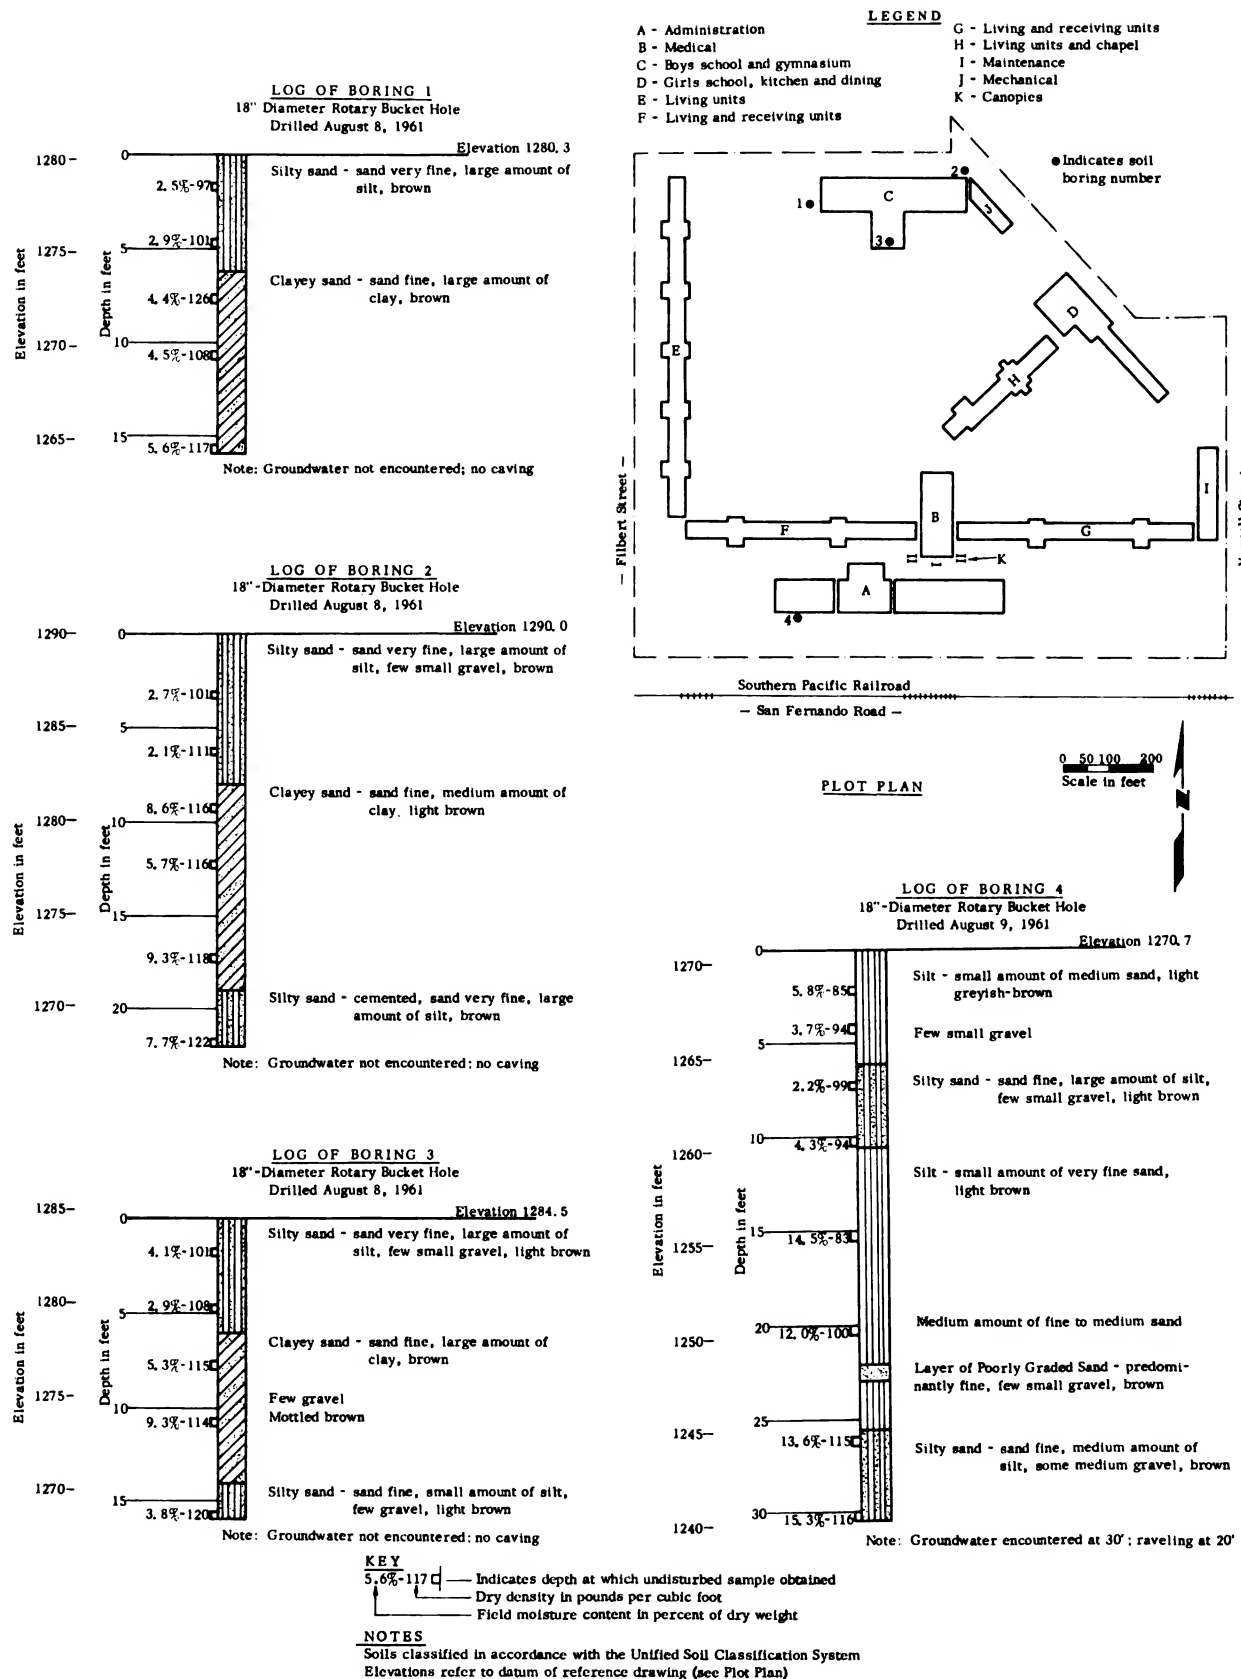 LEGEND
A - Administration
B - Medical
C - Boys school and gymnasium
D - Girls school, kitchen and dining
E - Living units
F - Living and receiving units
G - Living and receiving units
H - Living units and chapel
I - Maintenance
J - Mechanical
K - Canopies
LOG OF BORING 1
18" Diameter Rotary Bucket Hole
Drilled August 8, 1961
Elevation 1280.3
Elevation in feet
1280
1275
1270
1265
Depth in feet
0
5
10
15
2.5%-97
2.9%-101
4.4%-126
4.5%-108
5.6%-117
Silty sand - sand very fine, large amount of
silt, brown
Clayey sand - sand fine, large amount of
clay, brown
Note: Groundwater not encountered; no caving
LOG OF BORING 2
18"-Diameter Rotary Bucket Hole
Drilled August 8, 1961
Elevation 1290.0
Elevation in feet
1290
1285
1280
1275
1270
Depth in feet
0
5
10
15
20
2.7%-101
2.1%-111
8.6%-116
5.7%-116
9.3%-118
7.7%-122
Silty sand - sand very fine, large amount of
silt, few small gravel, brown
Clayey sand - sand fine, medium amount of
clay, light brown
Silty sand - cemented, sand very fine, large
amount of silt, brown
Note: Groundwater not encountered; no caving
LOG OF BORING 3
18"-Diameter Rotary Bucket Hole
Drilled August 8, 1961
Elevation 1284.5
Elevation in feet
1285
1280
1275
1270
Depth in feet
0
5
10
15
4.1%-101
2.9%-108
5.3%-115
9.3%-114
3.8%-120
Silty sand - sand very fine, large amount of
silt, few small gravel, light brown
Clayey sand - sand fine, large amount of
clay, brown
Few gravel
Mottled brown
Silty sand - sand fine, small amount of silt,
few gravel, light brown
Note: Groundwater not encountered; no caving
Indicates soil
boring number
1
2
3
4
C
J
D
H
E
B
I
F
G
K
A
- Filbert Street -
Southern Pacific Railroad
- San Fernando Road -
PLOT PLAN
0 50 100 200
Scale in feet
N
LOG OF BORING 4
18"-Diameter Rotary Bucket Hole
Drilled August 9, 1961
Elevation 1270.7
Elevation in feet
1270
1265
1260
1255
1250
1245
1240
Depth in feet
0
5
10
15
20
25
30
5.8%-85
3.7%-94
2.2%-99
4.3%-94
14.5%-83
12.0%-100
13.6%-115
15.3%-116
Silt - small amount of medium sand, light
greyish-brown
Few small gravel
Silty sand - sand fine, large amount of silt,
few small gravel, light brown
Silt - small amount of very fine sand,
light brown
Medium amount of fine to medium sand
Layer of Poorly Graded Sand - predomi-
nantly fine, few small gravel, brown
Silty sand - sand fine, medium amount of
silt, some medium gravel, brown
Note: Groundwater encountered at 30'; raveling at 20'
KEY
5.6%-117
Indicates depth at which undisturbed sample obtained
Dry density in pounds per cubic foot
Field moisture content in percent of dry weight
NOTES
Soils classified in accordance with the Unified Soil Classification System
Elevations refer to datum of reference drawing (see Plot Plan)